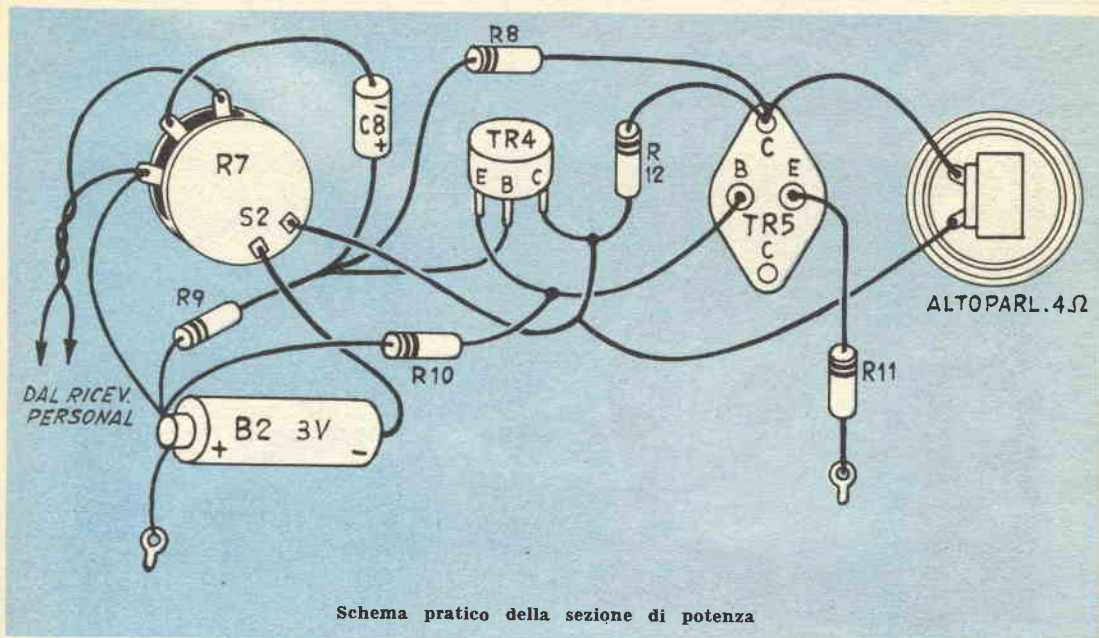 R8
C8
-
+
R7
TR4
E B C
R
12
C
B E
TR5
C
S2
ALTOPARL.4Ω
R9
R10
R11
DAL RICEV.
PERSONAL
+ B2 3V -
Schema pratico della sezione di potenza